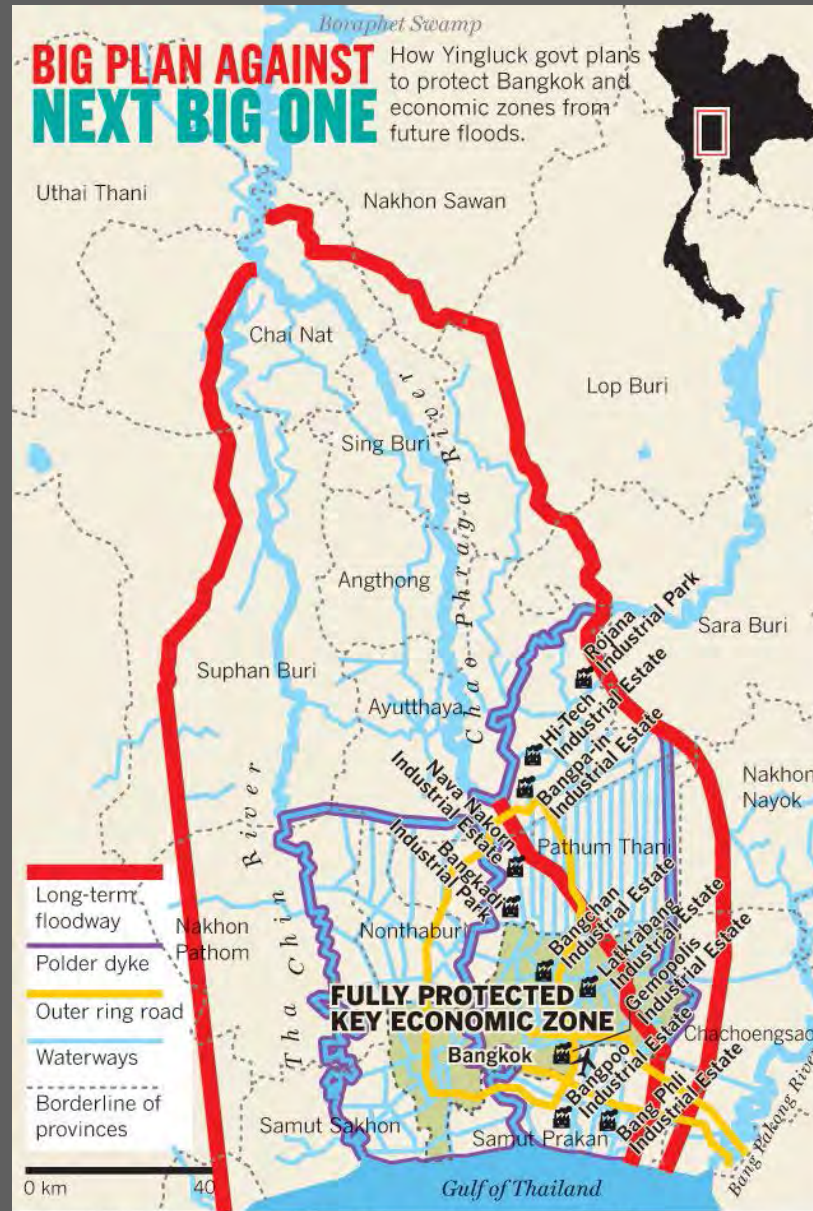 Boraphet Swamp
BIG PLAN AGAINST
NEXT BIG ONE
How Yingluck govt plans
to protect Bangkok and
economic zones from
future floods.
Uthai Thani
Nakhon Sawan
Chai Nat
Lop Buri
Sing Buri
Chao Phraya River
Angthong
Sara Buri
Rojana
Industrial Park
Suphan Buri
Ayutthaya
Hi-Tech
Industrial Estate
Bangpa-in
Industrial Estate
Nakhon
Nayok
Nava Nakorn
Industrial Estate
Pathum Thani
Bangkadi
Industrial Park
Tha Chin River
Nakhon
Pathom
Nonthaburi
Bangchan
Industrial Estate
Latkrabang
Industrial Estate
Gemopolis
Industrial Estate
FULLY PROTECTED
KEY ECONOMIC ZONE
Chachoengsao
Bangkok
Bangpoo
Industrial Estate
Bang Phli
Industrial Estate
Samut Sakhon
Samut Prakan
Bang Pakong River
Gulf of Thailand
Long-term
floodway
Polder dyke
Outer ring road
Waterways
Borderline of
provinces
0 km 40